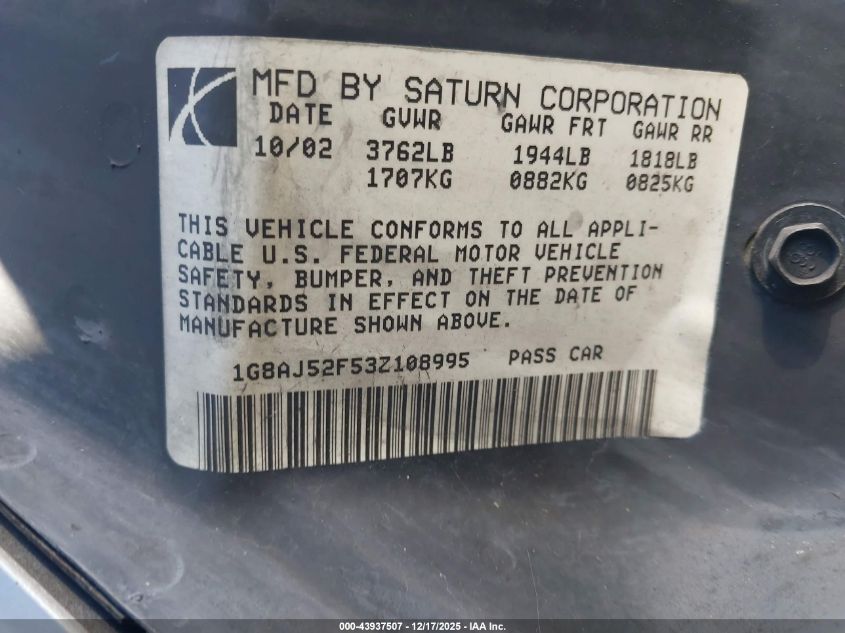 MFD BY SATURN CORPORATION
DATE GVWR GAWR FRT GAWR RR
10/02 3762LB 1944LB 1818LB
1707KG 0882KG 0825KG
THIS VEHICLE CONFORMS TO ALL APPLI-
CABLE U.S. FEDERAL MOTOR VEHICLE
SAFETY, BUMPER, AND THEFT PREVENTION
STANDARDS IN EFFECT ON THE DATE OF
MANUFACTURE SHOWN ABOVE.
1G8AJ52F53Z108995 PASS CAR
000-43937507 - 12/17/2025 - IAA Inc.